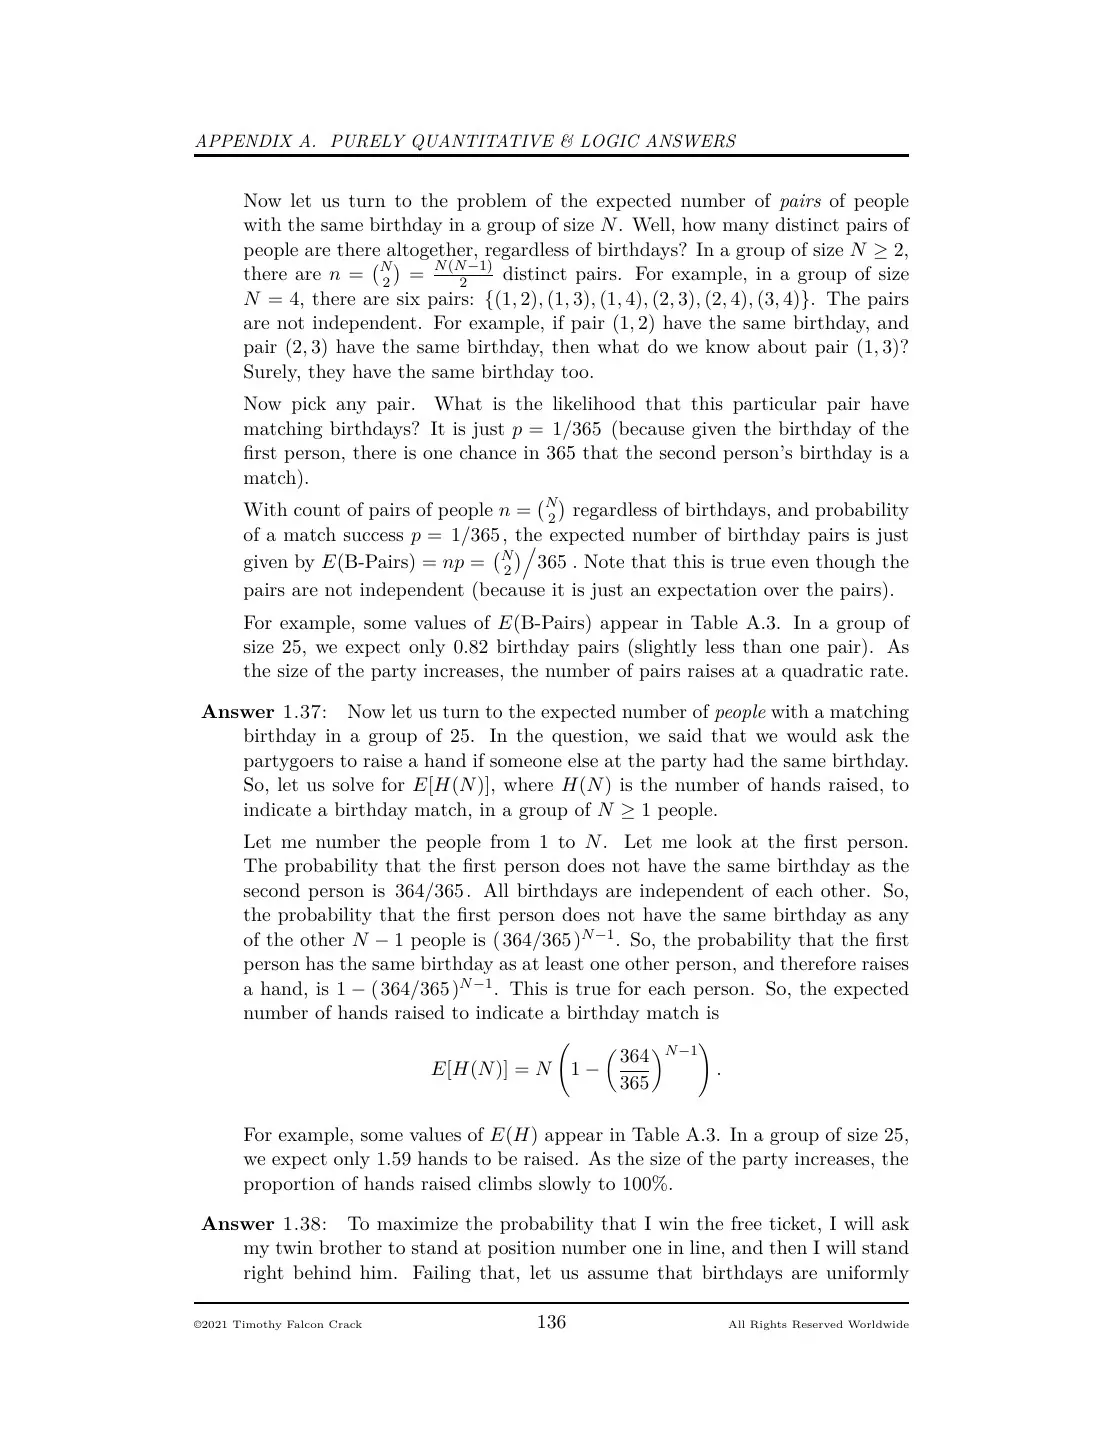 APPENDIX A. PURELY QUANTITATIVE & LOGIC ANSWERS
Now let us turn to the problem of the expected number of pairs of people
with the same birthday in a group of size N. Well, how many distinct pairs of
people are there altogether, regardless of birthdays? In a group of size N ≥ 2,
there are n = (N 2) = N(N−1)/2 distinct pairs. For example, in a group of size
N = 4, there are six pairs: {(1, 2), (1, 3), (1, 4), (2, 3), (2, 4), (3, 4)}. The pairs
are not independent. For example, if pair (1, 2) have the same birthday, and
pair (2, 3) have the same birthday, then what do we know about pair (1, 3)?
Surely, they have the same birthday too.
Now pick any pair. What is the likelihood that this particular pair have
matching birthdays? It is just p = 1/365 (because given the birthday of the
first person, there is one chance in 365 that the second person's birthday is a
match).
With count of pairs of people n = (N 2) regardless of birthdays, and probability
of a match success p = 1/365, the expected number of birthday pairs is just
given by E(B-Pairs) = np = (N 2)/365 . Note that this is true even though the
pairs are not independent (because it is just an expectation over the pairs).
For example, some values of E(B-Pairs) appear in Table A.3. In a group of
size 25, we expect only 0.82 birthday pairs (slightly less than one pair). As
the size of the party increases, the number of pairs raises at a quadratic rate.
Answer 1.37: Now let us turn to the expected number of people with a matching
birthday in a group of 25. In the question, we said that we would ask the
partygoers to raise a hand if someone else at the party had the same birthday.
So, let us solve for E[H(N)], where H(N) is the number of hands raised, to
indicate a birthday match, in a group of N ≥ 1 people.
Let me number the people from 1 to N. Let me look at the first person.
The probability that the first person does not have the same birthday as the
second person is 364/365. All birthdays are independent of each other. So,
the probability that the first person does not have the same birthday as any
of the other N − 1 people is (364/365)^{N−1}. So, the probability that the first
person has the same birthday as at least one other person, and therefore raises
a hand, is 1 − (364/365)^{N−1}. This is true for each person. So, the expected
number of hands raised to indicate a birthday match is
E[H(N)] = N (1 − (364/365)^{N−1}) .
For example, some values of E(H) appear in Table A.3. In a group of size 25,
we expect only 1.59 hands to be raised. As the size of the party increases, the
proportion of hands raised climbs slowly to 100%.
Answer 1.38: To maximize the probability that I win the free ticket, I will ask
my twin brother to stand at position number one in line, and then I will stand
right behind him. Failing that, let us assume that birthdays are uniformly
©2021 Timothy Falcon Crack 136 All Rights Reserved Worldwide